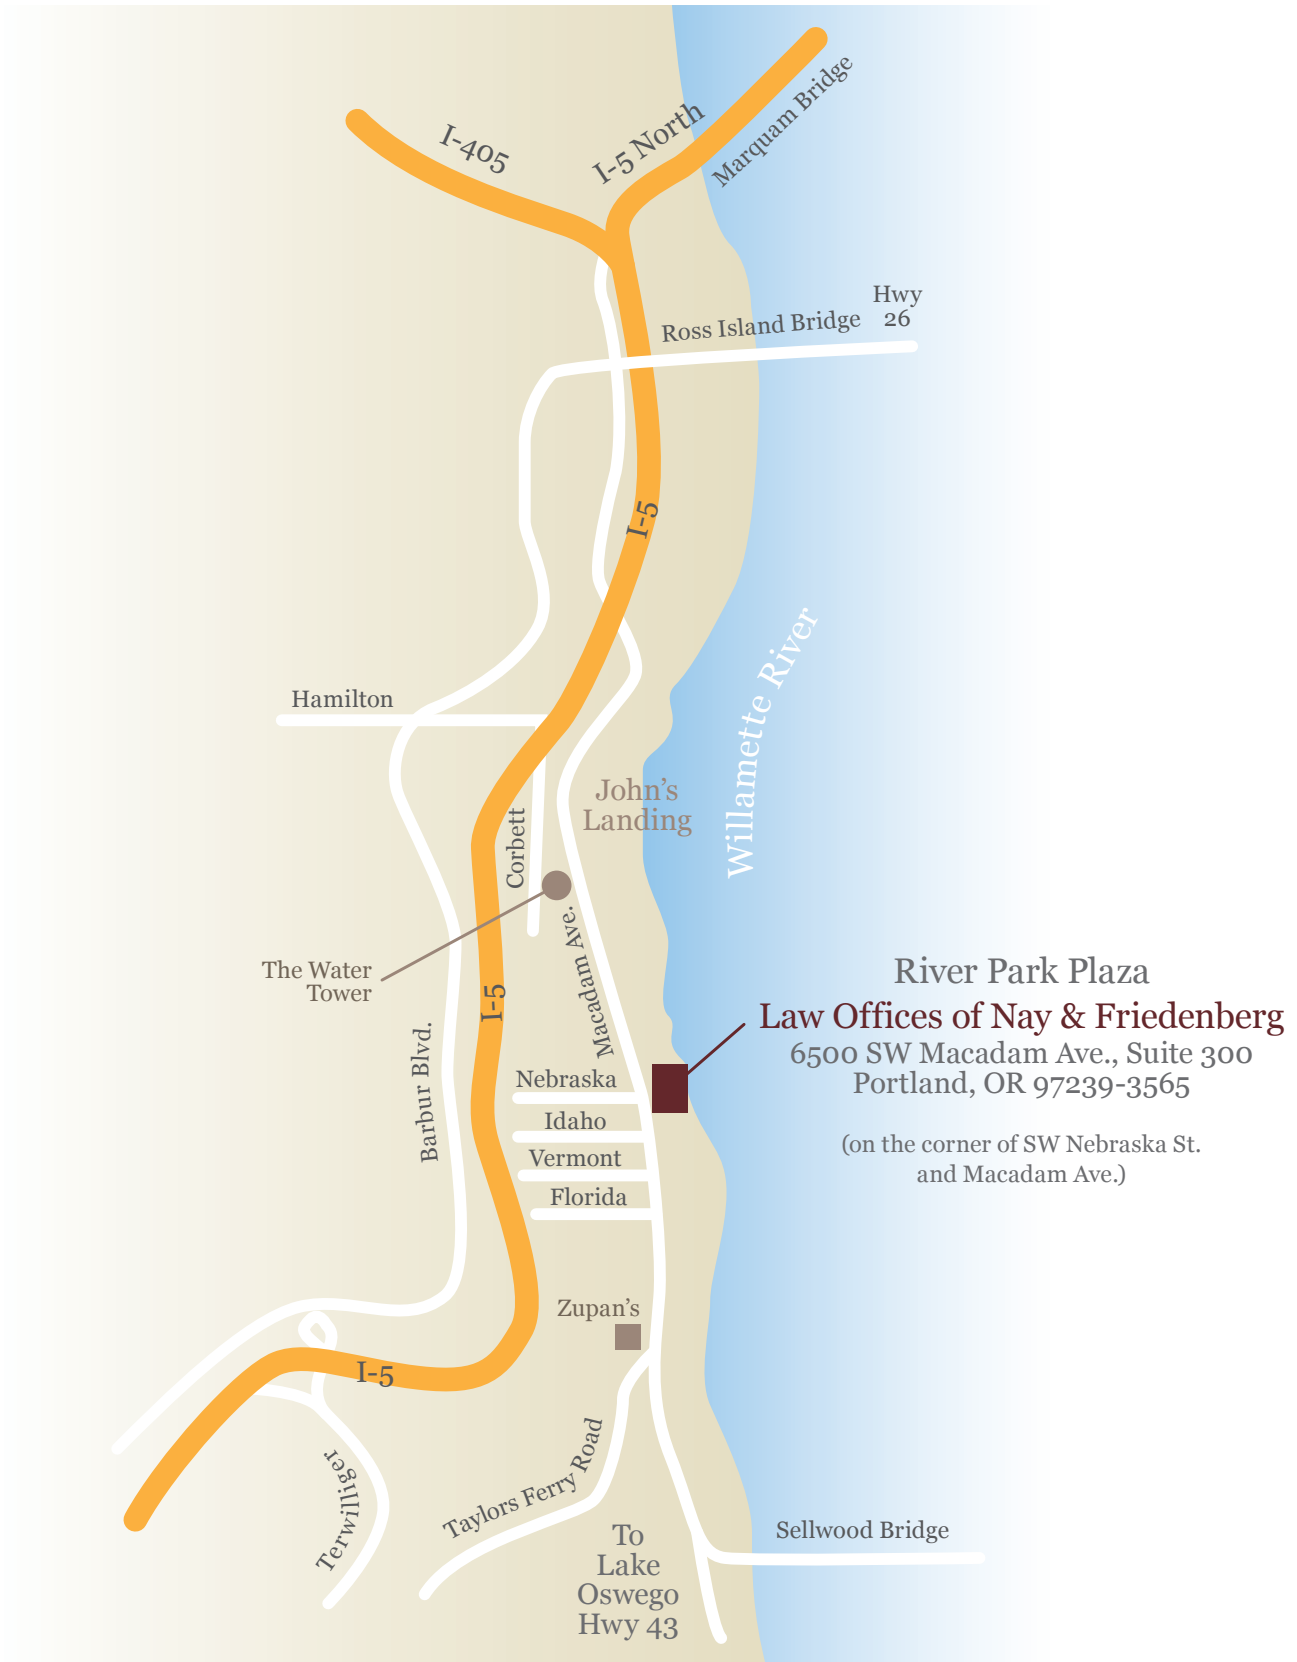 I-405
I-5 North
Marquam Bridge
Hwy
26
Ross Island Bridge
I-5
Willamette River
Hamilton
John's
Landing
Corbett
Macadam Ave.
The Water
Tower
I-5
Barbur Blvd.
River Park Plaza
Law Offices of Nay & Friedenberg
6500 SW Macadam Ave., Suite 300
Portland, OR 97239-3565
(on the corner of SW Nebraska St.
and Macadam Ave.)
Nebraska
Idaho
Vermont
Florida
Zupan's
I-5
Terwilliger
Taylors Ferry Road
To
Lake
Oswego
Hwy 43
Sellwood Bridge